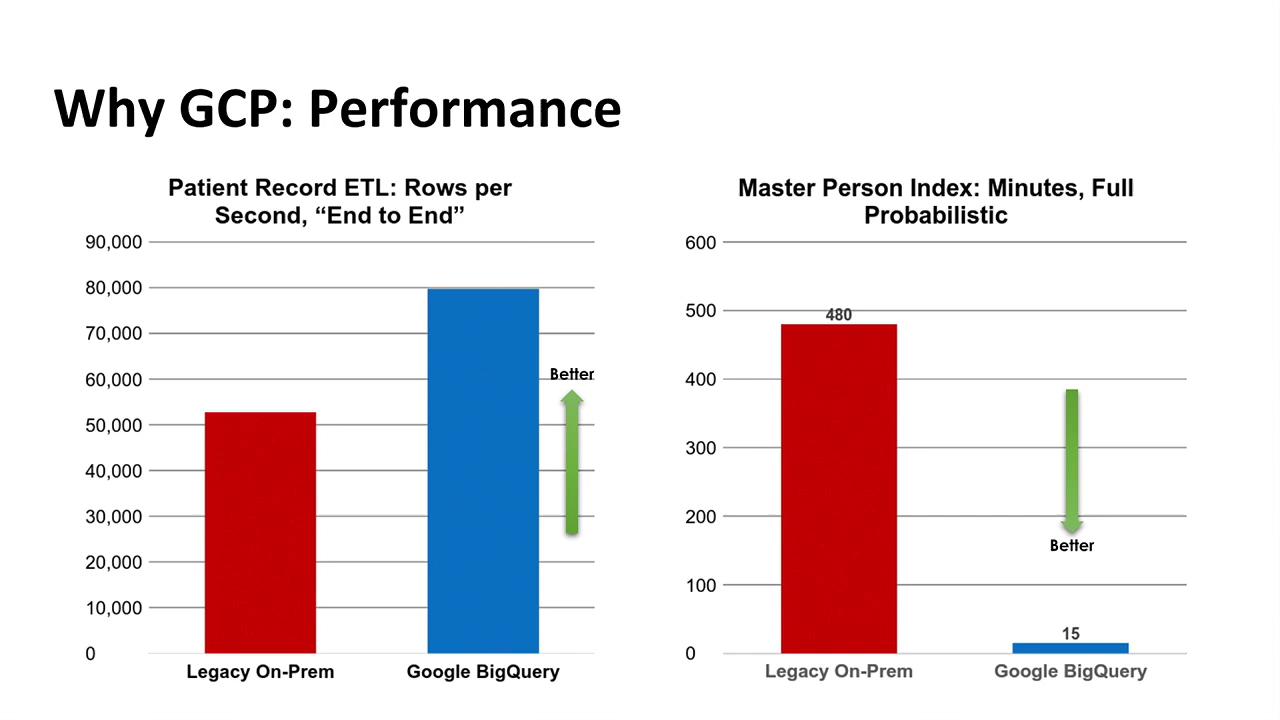 Why GCP: Performance
Patient Record ETL: Rows per
Second, “End to End”
90,000
80,000
70,000
60,000
50,000
40,000
30,000
20,000
10,000
0
Better
Legacy On-Prem
Google BigQuery
Master Person Index: Minutes, Full
Probabilistic
600
500
400
300
200
100
0
480
Better
15
Legacy On-Prem
Google BigQuery